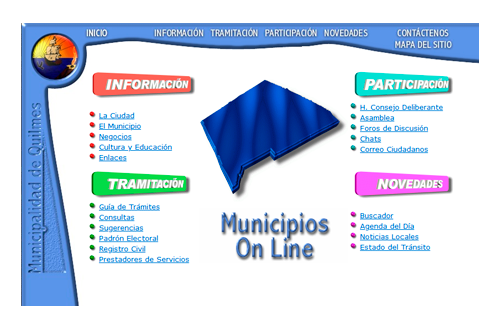 INICIO
INFORMACIÓN
TRAMITACIÓN
PARTICIPACIÓN
NOVEDADES
CONTÁCTENOS
MAPA DEL SITIO
Municipalidad de Quilmes
INFORMACIÓN
La Ciudad
El Municipio
Negocios
Cultura y Educación
Enlaces
TRAMITACIÓN
Guía de Trámites
Consultas
Sugerencias
Padrón Electoral
Registro Civil
Prestadores de Servicios
Municipios
On Line
PARTICIPACIÓN
H. Consejo Deliberante
Asamblea
Foros de Discusión
Chats
Correo Ciudadanos
NOVEDADES
Buscador
Agenda del Día
Noticias Locales
Estado del Tránsito